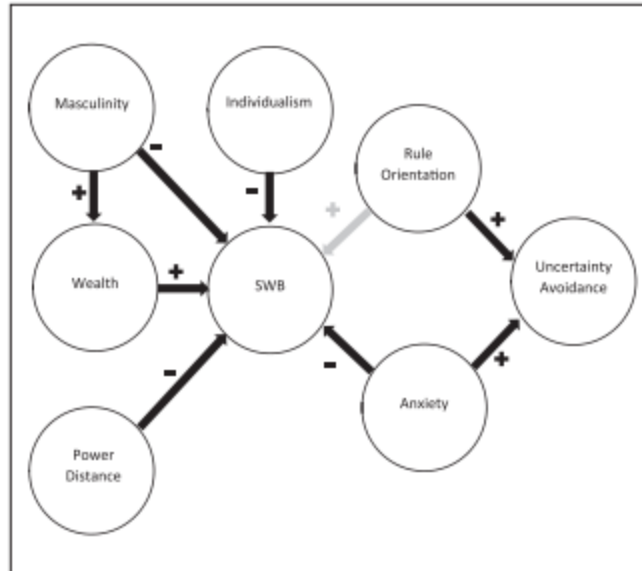 Masculinity
Individualism
-
Rule
Orientation
+
-
+
+
Wealth
+
SWB
Uncertainty
Avoidance
-
-
+
Anxiety
Power
Distance